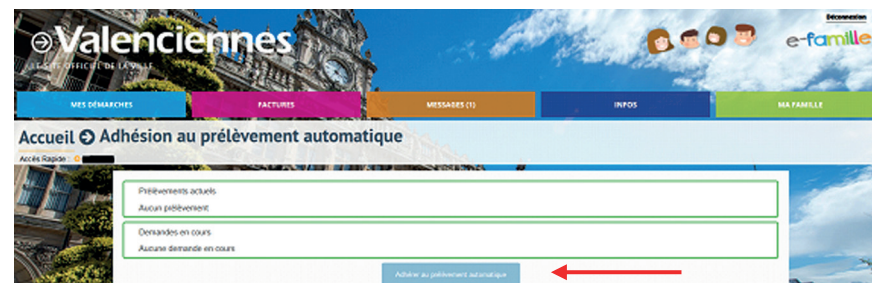 Déconnexion
Valenciennes
LE SITE OFFICIEL DE LA VILLE
e-famille
MES DÉMARCHES
FACTURES
MESSAGES (1)
INFOS
MA FAMILLE
Accueil Adhésion au prélèvement automatique
Accès Rapide :
Prélèvements actuels
Aucun prélèvement
Demandes en cours
Aucune demande en cours
Adhérer au prélèvement automatique